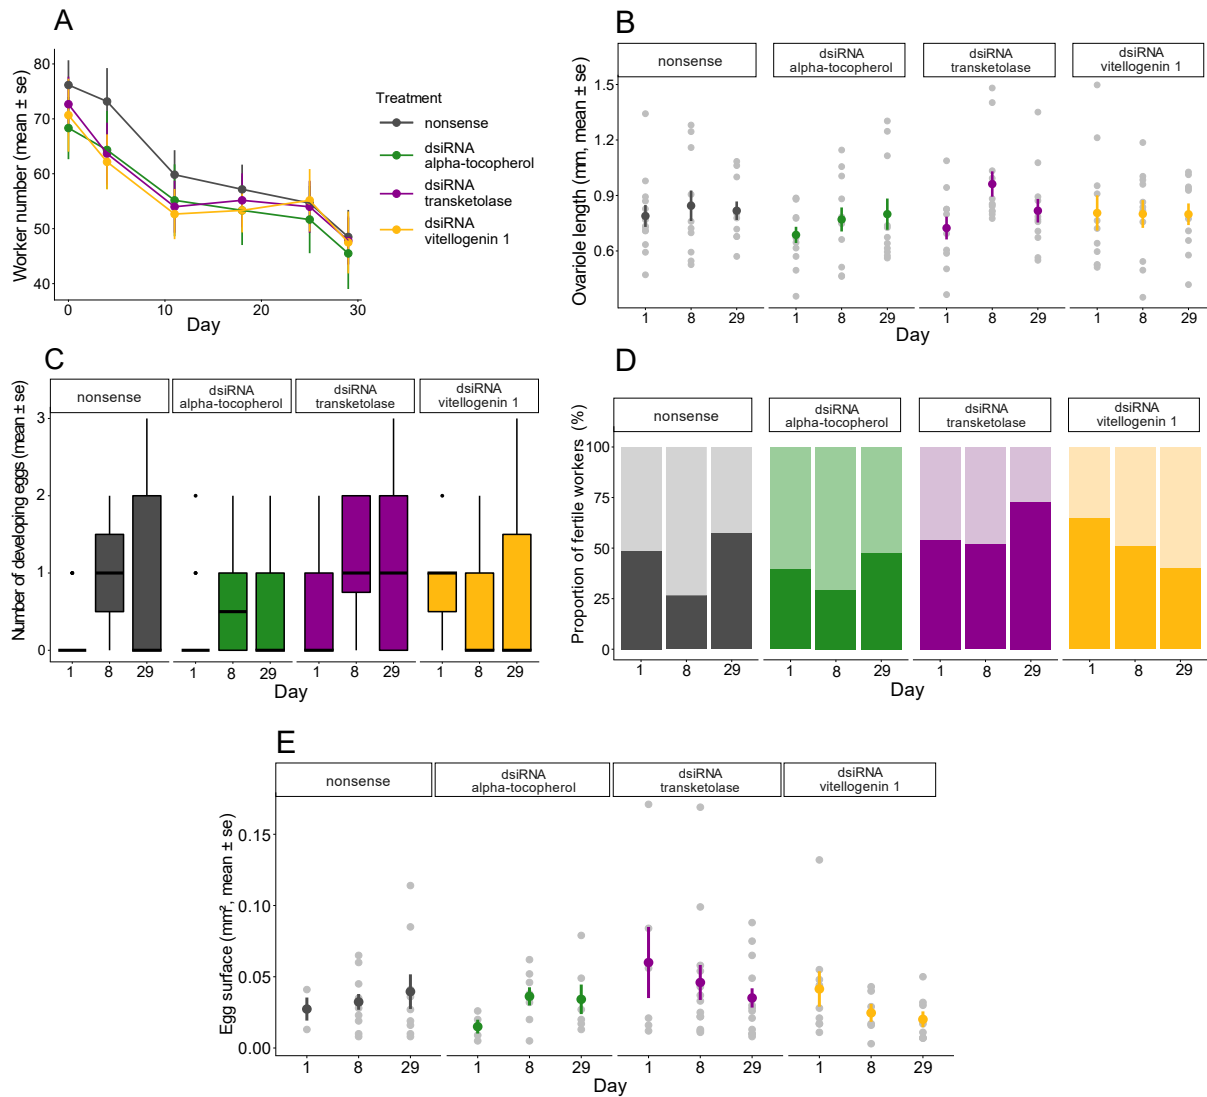 A
Worker number (mean ± se)
80
70
60
50
40
0
10
20
30
Day
Treatment
nonsense
dsiRNA
alpha-tocopherol
dsiRNA
transketolase
dsiRNA
vitellogenin 1
B
nonsense
dsiRNA
alpha-tocopherol
dsiRNA
transketolase
dsiRNA
vitellogenin 1
Ovariole length (mm, mean ± se)
1.5
1.2
0.9
0.6
1 8 29 1 8 29 1 8 29 1 8 29
Day
C
nonsense
dsiRNA
alpha-tocopherol
dsiRNA
transketolase
dsiRNA
vitellogenin 1
Number of developing eggs (mean ± se)
3
2
1
0
1 8 29 1 8 29 1 8 29 1 8 29
Day
D
nonsense
dsiRNA
alpha-tocopherol
dsiRNA
transketolase
dsiRNA
vitellogenin 1
Proportion of fertile workers (%)
100
75
50
25
0
1 8 29 1 8 29 1 8 29 1 8 29
Day
E
nonsense
dsiRNA
alpha-tocopherol
dsiRNA
transketolase
dsiRNA
vitellogenin 1
Egg surface (mm², mean ± se)
0.15
0.10
0.05
0.00
1 8 29 1 8 29 1 8 29 1 8 29
Day